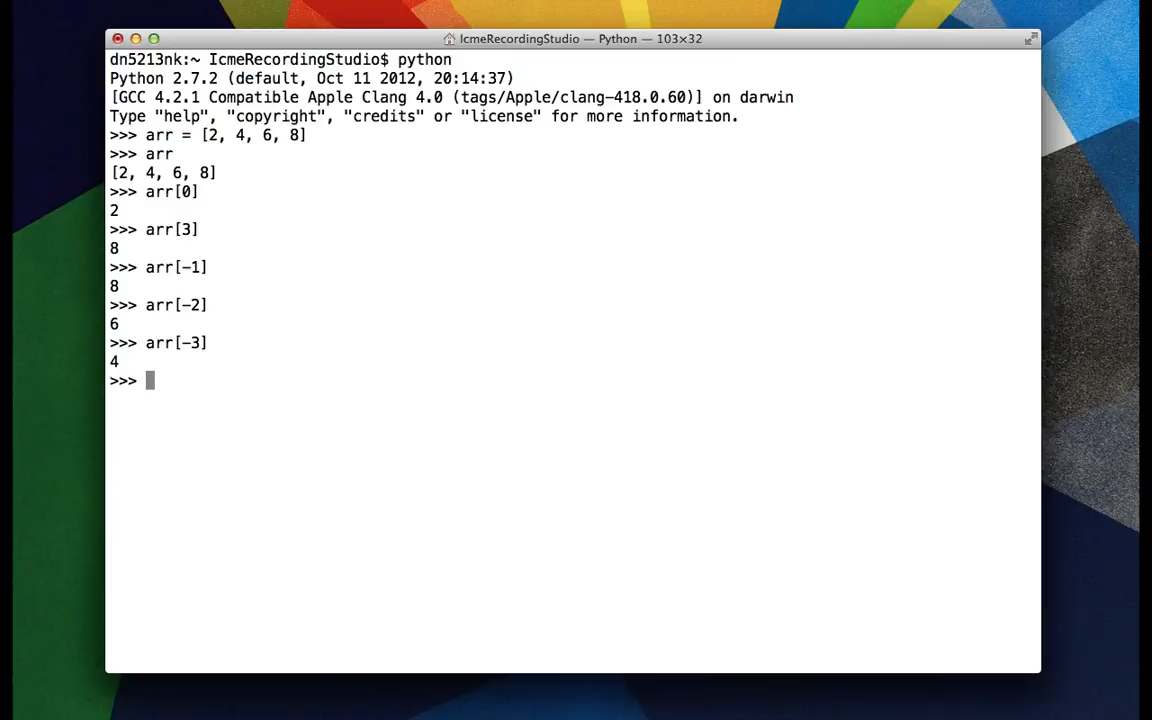 IcmeRecordingStudio — Python — 103×32
dn5213nk:~ IcmeRecordingStudio$ python
Python 2.7.2 (default, Oct 11 2012, 20:14:37)
[GCC 4.2.1 Compatible Apple Clang 4.0 (tags/Apple/clang-418.0.60)] on darwin
Type "help", "copyright", "credits" or "license" for more information.
>>> arr = [2, 4, 6, 8]
>>> arr
[2, 4, 6, 8]
>>> arr[0]
2
>>> arr[3]
8
>>> arr[-1]
8
>>> arr[-2]
6
>>> arr[-3]
4
>>>